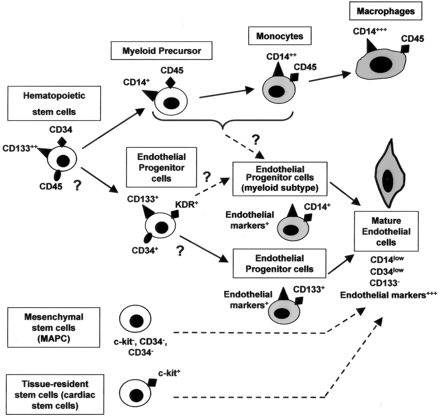 Macrophages
CD14+++
CD45
Monocytes
CD14++
CD45
Myeloid Precursor
CD45
CD14+
Hematopoietic
stem cells
CD34
CD133++
CD45
?
?
Endothelial
Progenitor
cells
CD133+
KDR+
CD34+
?
?
Endothelial
Progenitor cells
(myeloid subtype)
Endothelial
markers+
CD14+
Endothelial
Progenitor cells
Endothelial
markers+
CD133+
Mature
Endothelial
cells
CD14low
CD34low
CD133-
Endothelial markers+++
Mesenchymal
stem cells
(MAPC)
c-kit-, CD34-,
CD34-
Tissue-resident
stem cells (cardiac
stem cells)
c-kit+